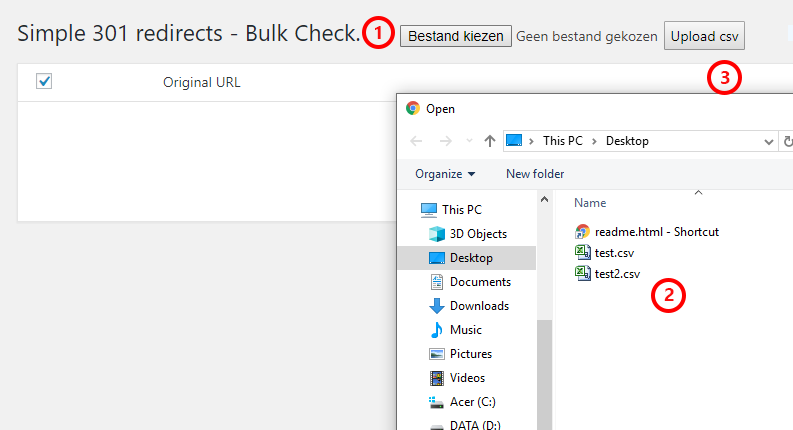 Simple 301 redirects - Bulk Check. 1 Bestand kiezen Geen bestand gekozen Upload csv
3
Original URL
Open
This PC > Desktop
Organize New folder
Name
This PC
3D Objects
Desktop
Documents
Downloads
Music
Pictures
Videos
Acer (C:)
DATA (D:)
readme.html - Shortcut
test.csv
test2.csv
2